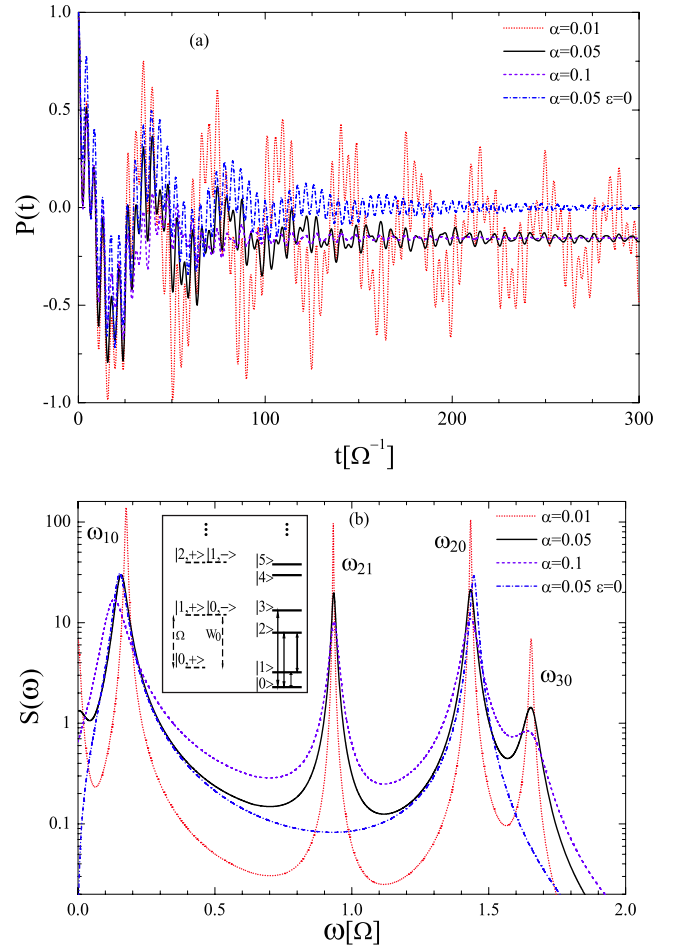 (a)
α=0.01
α=0.05
α=0.1
α=0.05 ε=0
1.0
0.5
0.0
-0.5
-1.0
P(t)
0 75 150 225 300
t[Ω⁻¹]
(b)
α=0.01
α=0.05
α=0.1
α=0.05 ε=0
ω₁₀
ω₂₁
ω₂₀
ω₃₀
|2,+>|1,->
|1,+>|0,->
Ω W₀
|0,+>
|5>
|4>
|3>
|2>
|1>
|0>
100
10
1
0.1
S(ω)
0.0 0.5 1.0 1.5 2.0
ω[Ω]